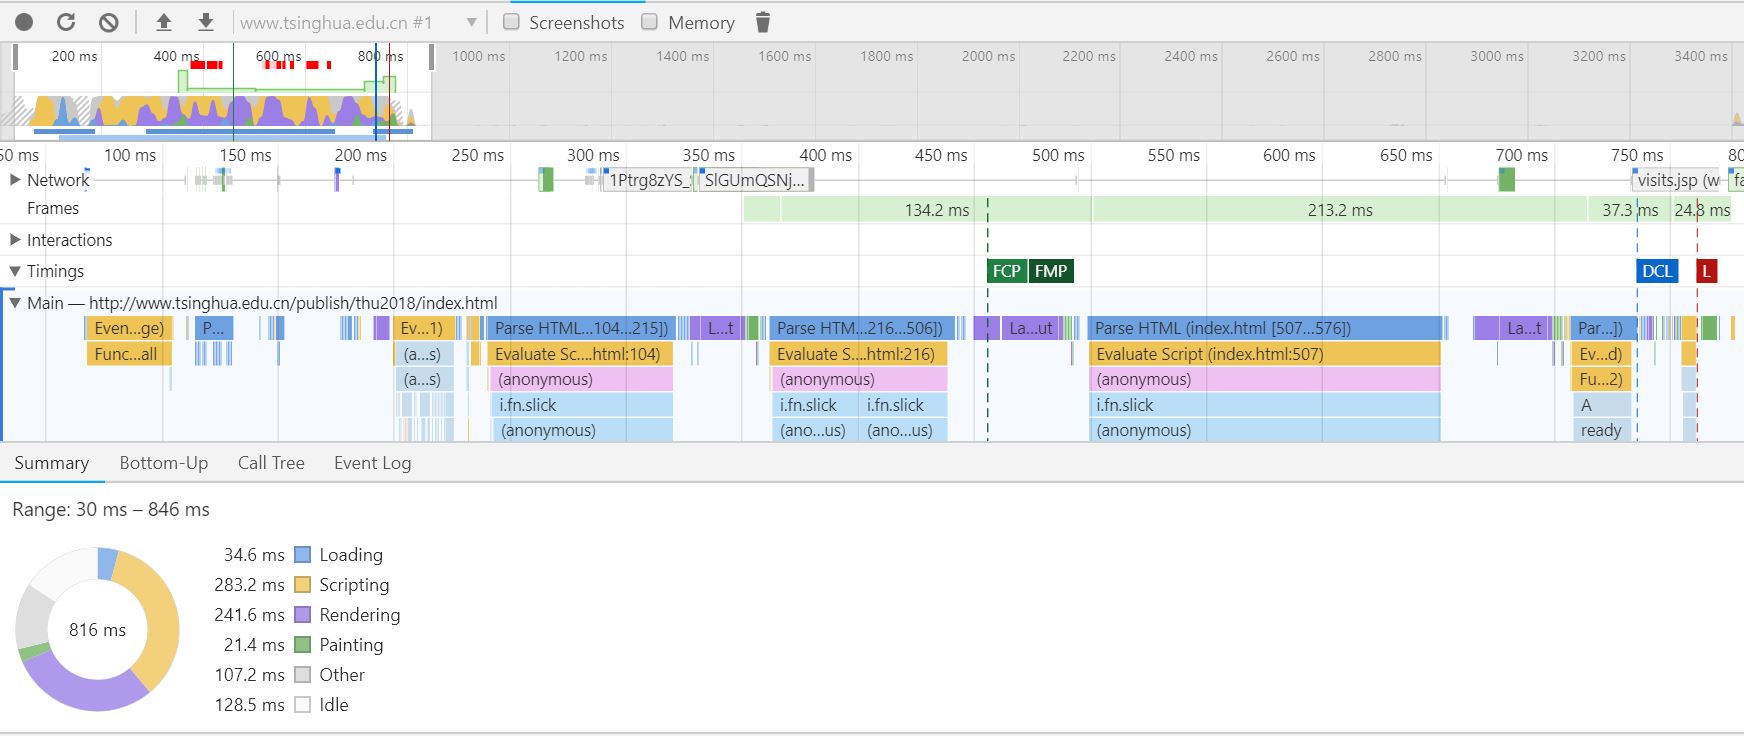 www.tsinghua.edu.cn #1 Screenshots Memory
200 ms 400 ms 600 ms 800 ms 1000 ms 1200 ms 1400 ms 1600 ms 1800 ms 2000 ms 2200 ms 2400 ms 2600 ms 2800 ms 3000 ms 3200 ms 3400 ms
50 ms 100 ms 150 ms 200 ms 250 ms 300 ms 350 ms 400 ms 450 ms 500 ms 550 ms 600 ms 650 ms 700 ms 750 ms 80
Network 1Ptrg8zYS_ SlGUmQSNj... visits.jsp (w fa
Frames 134.2 ms 213.2 ms 37.3 ms 24.8 ms
Interactions
Timings FCP FMP DCL L
Main — http://www.tsinghua.edu.cn/publish/thu2018/index.html
Even...ge) P... Ev...1) Parse HTML...104...215]) L...t Parse HTM...216...506]) La...ut Parse HTML (index.html [507...576]) La...t Par...])
Func...all (a...s) Evaluate Sc....html:104) Evaluate S....html:216) Evaluate Script (index.html:507) Ev...d)
(a...s) (anonymous) (anonymous) (anonymous) Fu...2)
i.fn.slick i.fn.slick i.fn.slick i.fn.slick A
(anonymous) (ano...us) (ano...us) (anonymous) ready
Summary Bottom-Up Call Tree Event Log
Range: 30 ms – 846 ms
34.6 ms Loading
283.2 ms Scripting
241.6 ms Rendering
816 ms
21.4 ms Painting
107.2 ms Other
128.5 ms Idle